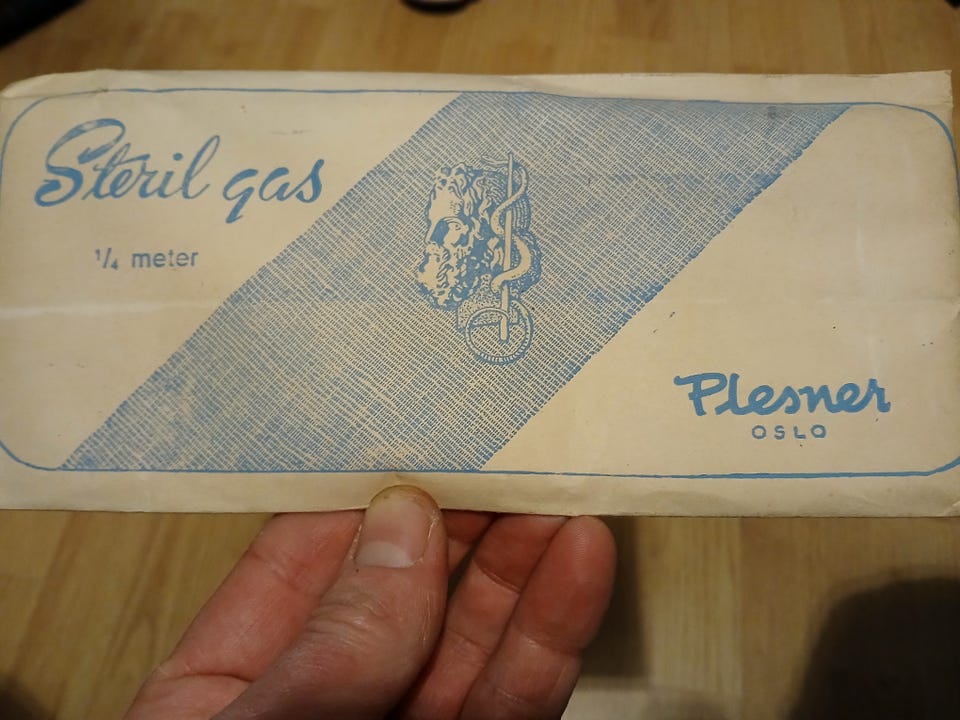 Steril gas
1/4 meter
Plesner
OSLO